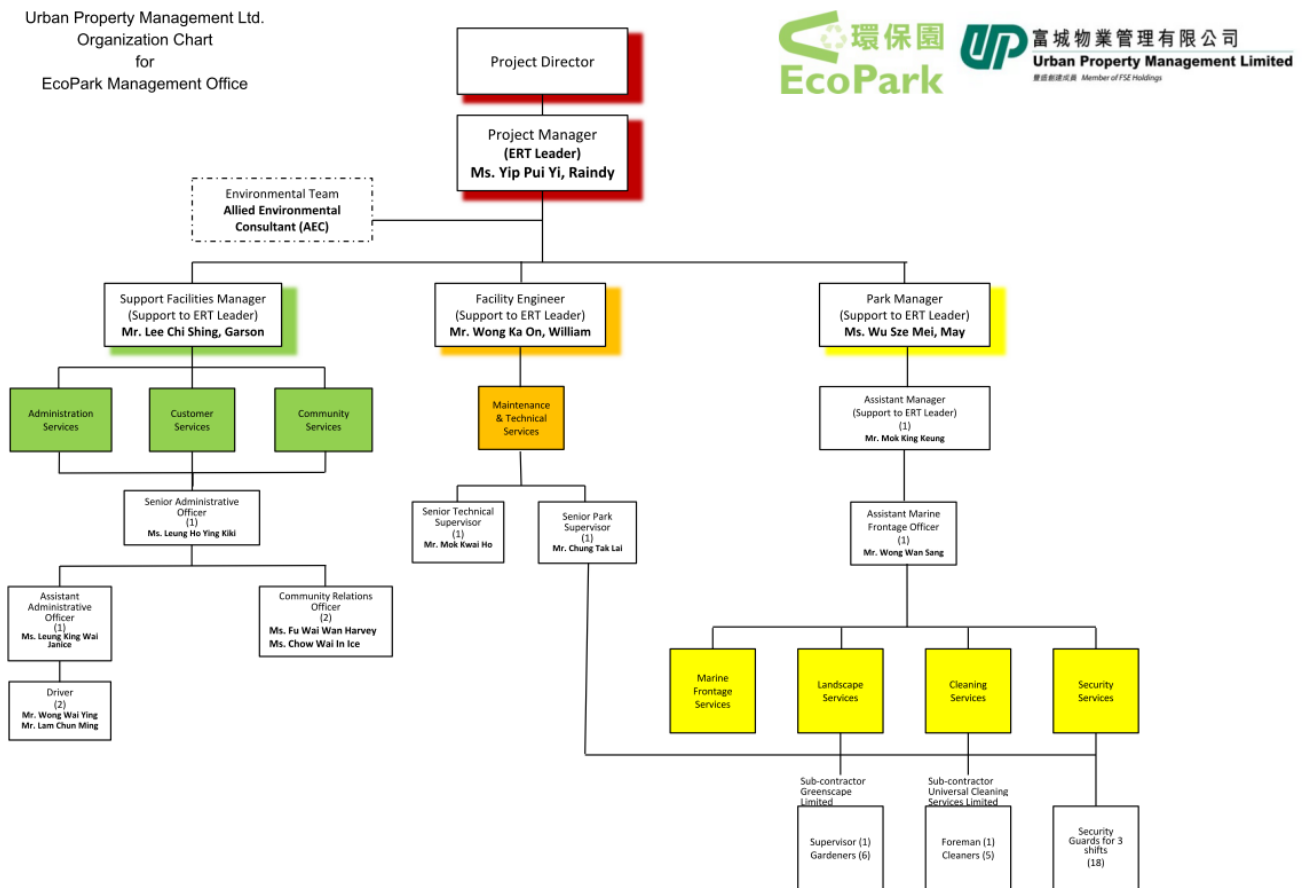 Urban Property Management Ltd.
Organization Chart
for
EcoPark Management Office
環保園
EcoPark
UP
富城物業管理有限公司
Urban Property Management Limited
豐盛創建成員 Member of FSE Holdings
Project Director
Project Manager
(ERT Leader)
Ms. Yip Pui Yi, Raindy
Environmental Team
Allied Environmental
Consultant (AEC)
Support Facilities Manager
(Support to ERT Leader)
Mr. Lee Chi Shing, Garson
Facility Engineer
(Support to ERT Leader)
Mr. Wong Ka On, William
Park Manager
(Support to ERT Leader)
Ms. Wu Sze Mei, May
Administration
Services
Customer
Services
Community
Services
Maintenance
& Technical
Services
Assistant Manager
(Support to ERT Leader)
(1)
Mr. Mok King Keung
Senior Administrative
Officer
(1)
Ms. Leung Ho Ying Kiki
Senior Technical
Supervisor
(1)
Mr. Mok Kwai Ho
Senior Park
Supervisor
(1)
Mr. Chung Tak Lai
Assistant Marine
Frontage Officer
(1)
Mr. Wong Wan Sang
Assistant
Administrative
Officer
(1)
Ms. Leung King Wai
Janice
Community Relations
Officer
(2)
Ms. Fu Wai Wan Harvey
Ms. Chow Wai In Ice
Driver
(2)
Mr. Wong Wai Ying
Mr. Lam Chun Ming
Marine
Frontage
Services
Landscape
Services
Cleaning
Services
Security
Services
Sub-contractor
Greenscape
Limited
Sub-contractor
Universal Cleaning
Services Limited
Supervisor (1)
Gardeners (6)
Foreman (1)
Cleaners (5)
Security
Guards for 3
shifts
(18)